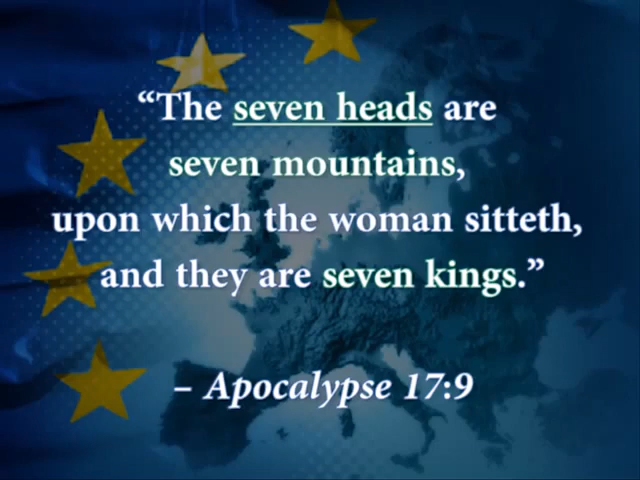 “The seven heads are
seven mountains,
upon which the woman sitteth,
and they are seven kings.”
– Apocalypse 17:9